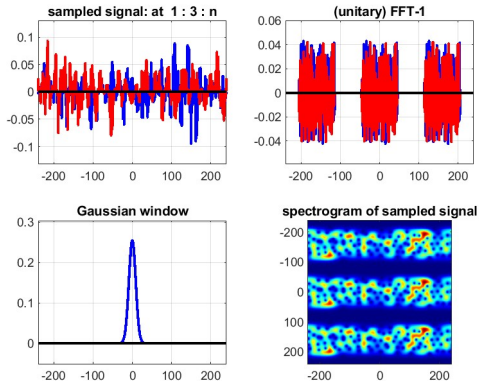 sampled signal: at 1 : 3 : n
0.1
0.05
0
-0.05
-0.1
-200 -100 0 100 200
(unitary) FFT-1
0.06
0.04
0.02
0
-0.02
-0.04
-200 -100 0 100 200
Gaussian window
0.3
0.2
0.1
0
-200 -100 0 100 200
spectrogram of sampled signal
-200
-100
0
100
200
-200 0 200